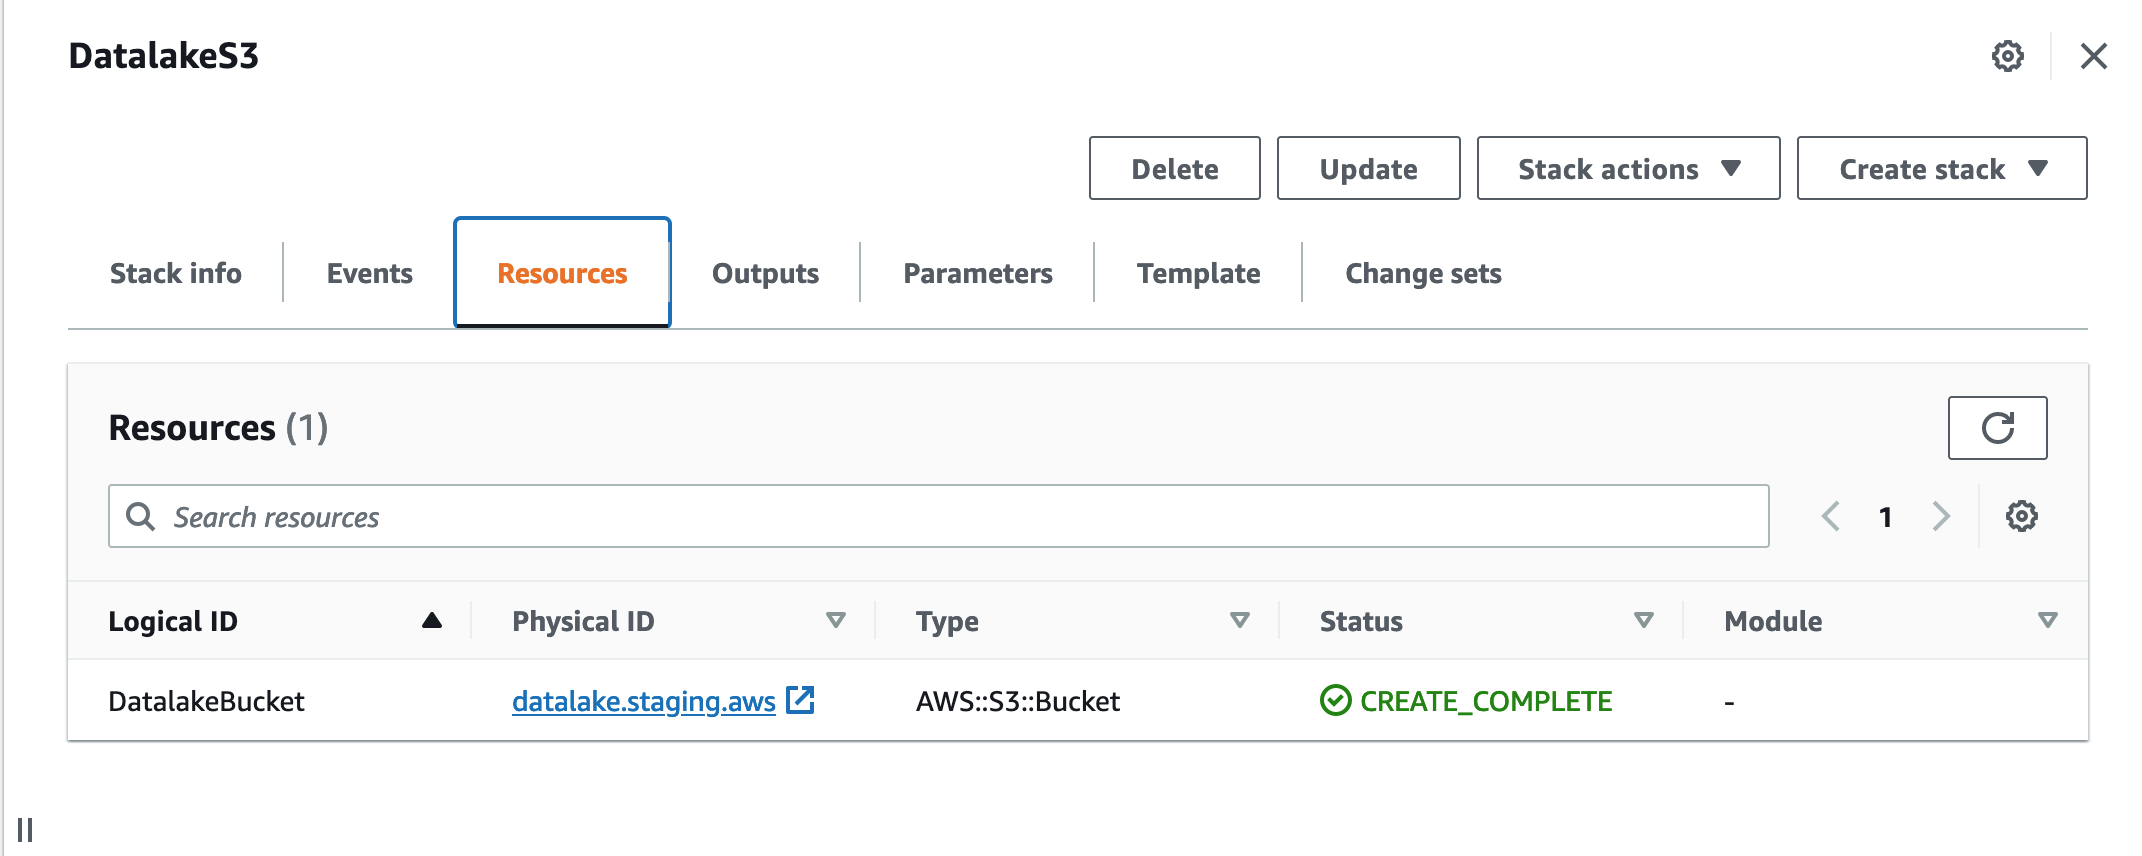 DatalakeS3
Delete Update Stack actions Create stack
Stack info Events Resources Outputs Parameters Template Change sets
Resources (1)
Search resources 1
Logical ID Physical ID Type Status Module
DatalakeBucket datalake.staging.aws AWS::S3::Bucket CREATE_COMPLETE -